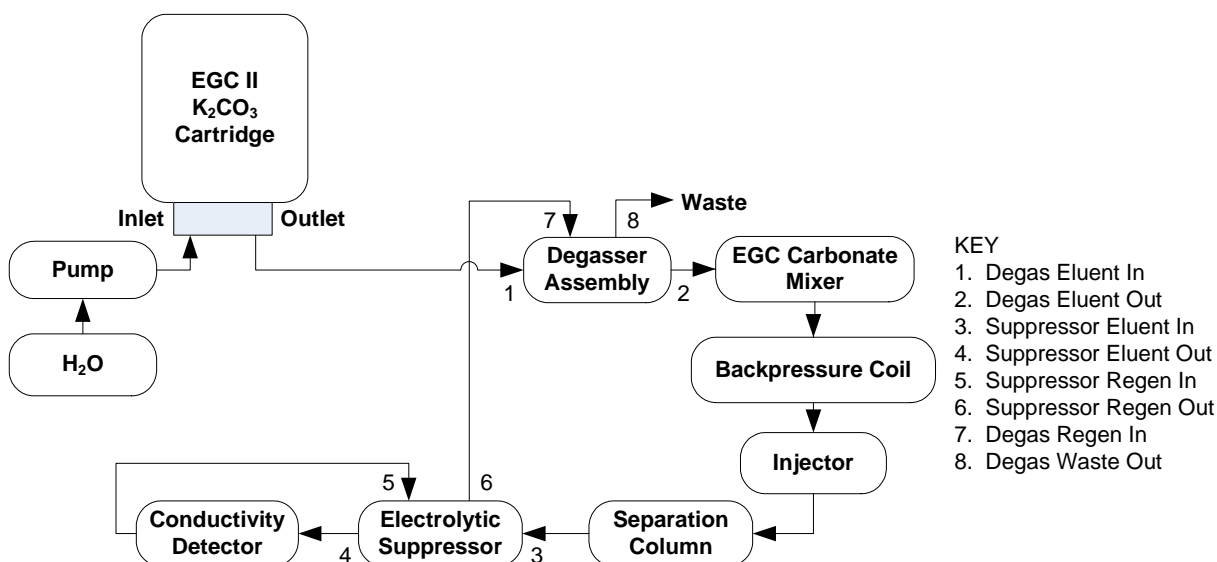 EGC II
K₂CO₃
Cartridge
Inlet
Outlet
Pump
H₂O
7
8
Waste
Degasser
Assembly
1
2
EGC Carbonate
Mixer
Backpressure Coil
Injector
Separation
Column
3
Electrolytic
Suppressor
5
6
4
Conductivity
Detector
KEY
1. Degas Eluent In
2. Degas Eluent Out
3. Suppressor Eluent In
4. Suppressor Eluent Out
5. Suppressor Regen In
6. Suppressor Regen Out
7. Degas Regen In
8. Degas Waste Out